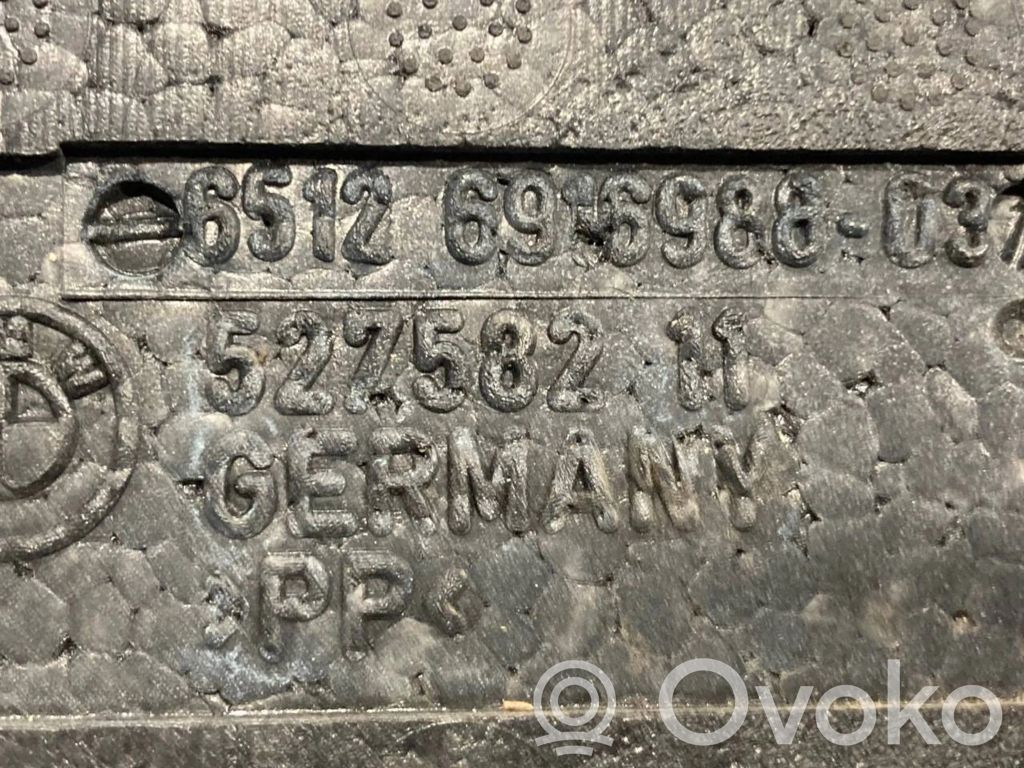 6512 6916988-03
527582 11
GERMANY
>PP<
© Ovoko